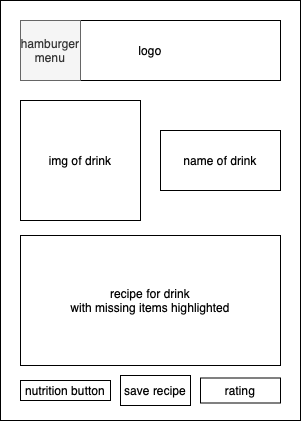 hamburger
menu
logo
img of drink
name of drink
recipe for drink
with missing items highlighted
nutrition button
save recipe
rating